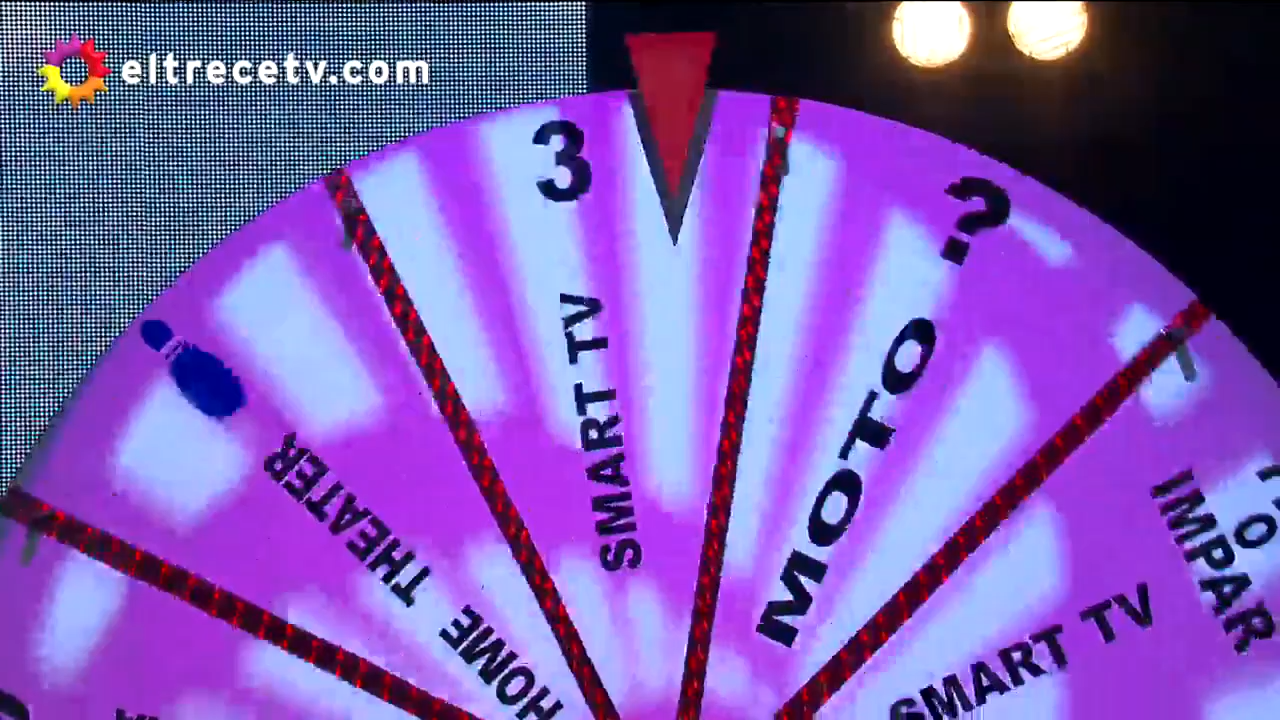 eltrecetv.com
3
SMART TV
MOTO ?
HOME THEATER
SMART TV
O
IMPAR